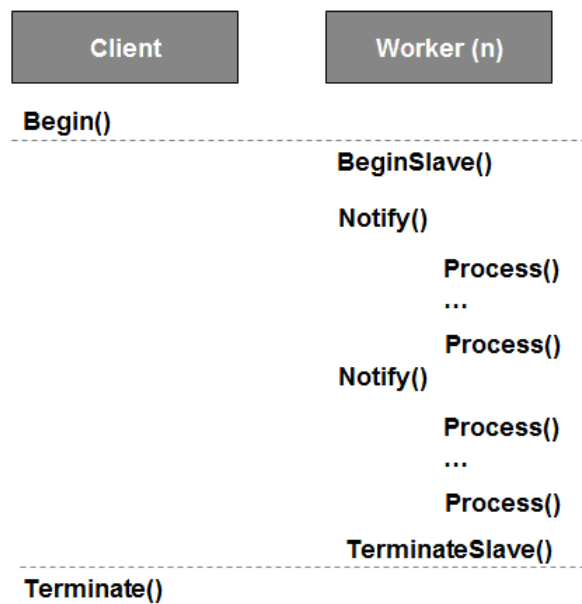 Client
Worker (n)
Begin()
BeginSlave()
Notify()
Process()
...
Process()
Notify()
Process()
...
Process()
TerminateSlave()
Terminate()